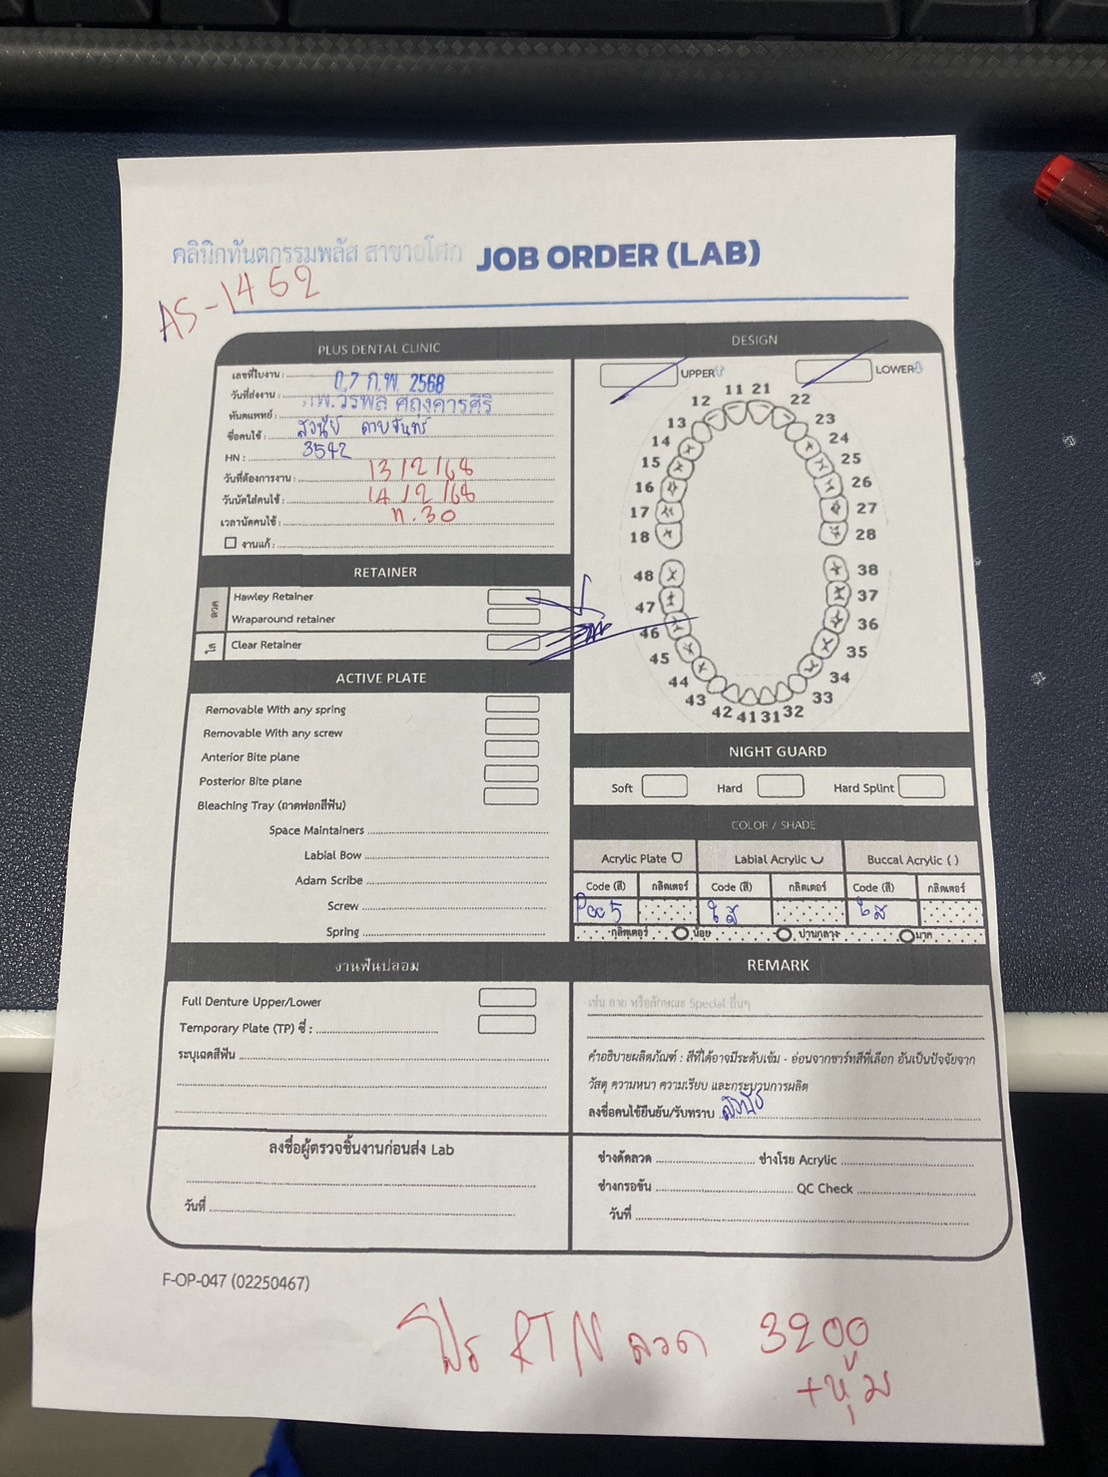 คลินิกทันตกรรมพลัส สาขาอโศก JOB ORDER (LAB)
AS-1452
PLUS DENTAL CLINIC
เลขที่ใบงาน :
วันที่ส่งงาน : 07 ก.พ. 2568
ทันตแพทย์ : ทพ.วีรพล ศฤงคารศิริ
ชื่อคนไข้ :
HN : 3542
วันที่ต้องการงาน : 13/2/68
วันนัดใส่คนไข้ : 14/2/68
เวลานัดคนไข้ : .30
งานแก้ :
RETAINER
ลวด
Hawley Retainer
Wraparound retainer
ใส
Clear Retainer
ACTIVE PLATE
Removable With any spring
Removable With any screw
Anterior Bite plane
Posterior Bite plane
Bleaching Tray (ถาดฟอกสีฟัน)
Space Maintainers
Labial Bow
Adam Scribe
Screw
Spring
งานฟันปลอม
Full Denture Upper/Lower
Temporary Plate (TP) ซี่ :
ระบุเฉดสีฟัน
ลงชื่อผู้ตรวจชิ้นงานก่อนส่ง Lab
วันที่
DESIGN
UPPER
LOWER
11 21
12 22
13 23
14 24
15 25
16 26
17 27
18 28
48 38
47 37
46 36
45 35
44 34
43 33
42 41 31 32
NIGHT GUARD
Soft Hard Hard Splint
COLOR / SHADE
Acrylic Plate Labial Acrylic Buccal Acrylic ( )
Code (สี) กลิตเตอร์ Code (สี) กลิตเตอร์ Code (สี) กลิตเตอร์
ใส ใส
กลิตเตอร์ น้อย ปานกลาง มาก
REMARK
เช่น ลาย หรือลักษณะ Special อื่นๆ
คำอธิบายผลิตภัณฑ์ : สีที่ได้อาจมีระดับเข้ม - อ่อนจากชาร์ทสีที่เลือก อันเป็นปัจจัยจาก
วัสดุ ความหนา ความเรียบ และกระบวนการผลิต
ลงชื่อคนไข้ยืนยัน/รับทราบ
ช่างดัดลวด ช่างโรย Acrylic
ช่างกรอขัน QC Check
วันที่
F-OP-047 (02250467)
โปร RTN ลวด 3200
+หุ้ม